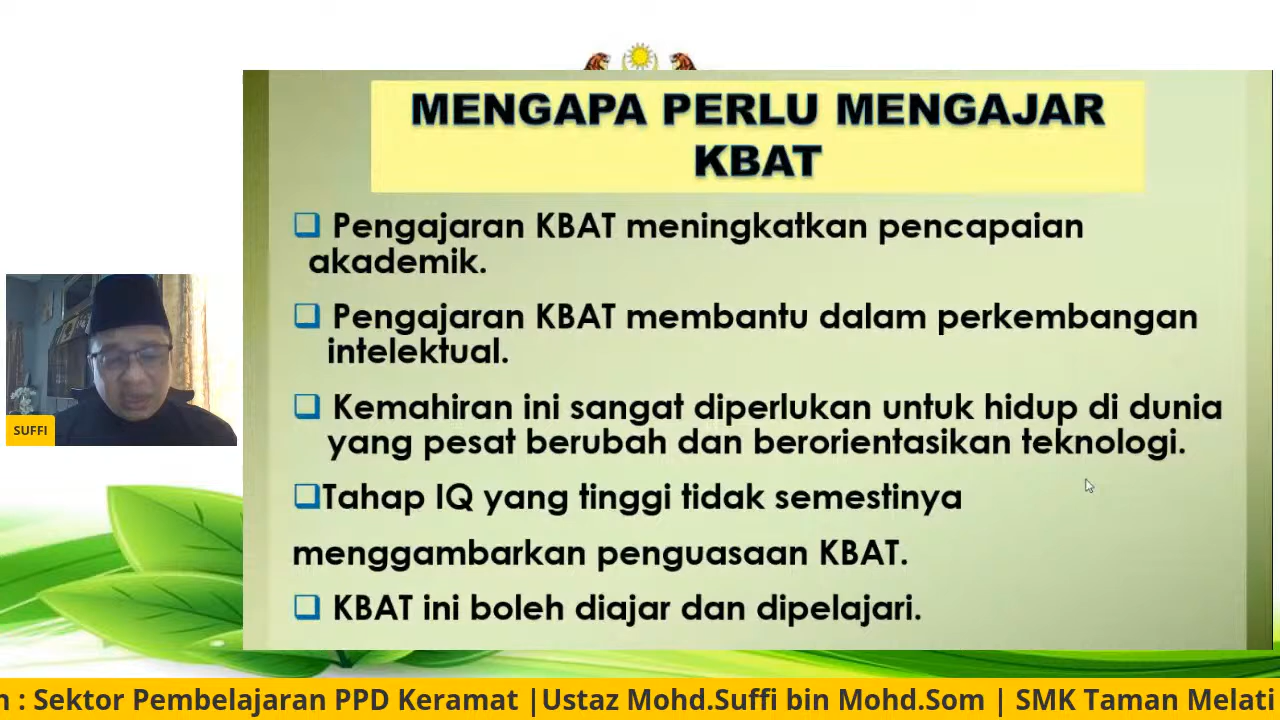 MENGAPA PERLU MENGAJAR
KBAT
❑ Pengajaran KBAT meningkatkan pencapaian
akademik.
❑ Pengajaran KBAT membantu dalam perkembangan
intelektual.
❑ Kemahiran ini sangat diperlukan untuk hidup di dunia
yang pesat berubah dan berorientasikan teknologi.
❑Tahap IQ yang tinggi tidak semestinya
menggambarkan penguasaan KBAT.
❑ KBAT ini boleh diajar dan dipelajari.
SUFFI
: Sektor Pembelajaran PPD Keramat |Ustaz Mohd.Suffi bin Mohd.Som | SMK Taman Melati